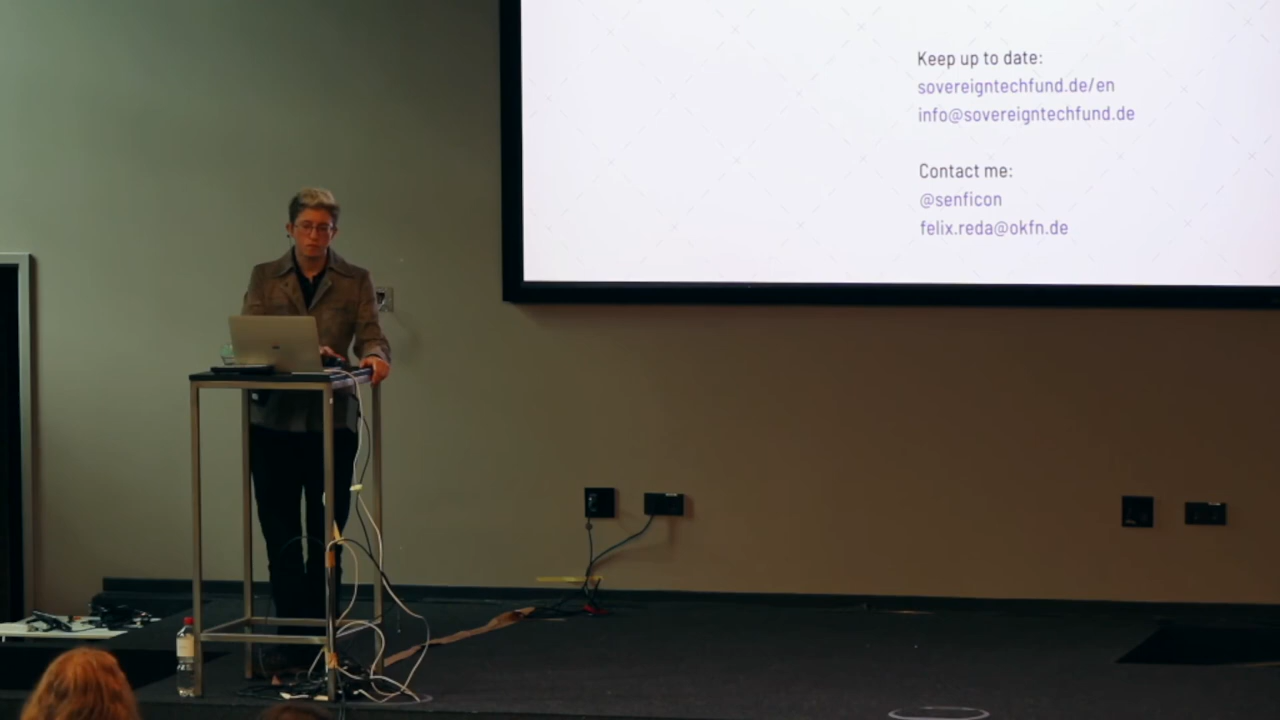 Keep up to date:
sovereigntechfund.de/en
info@sovereigntechfund.de
Contact me:
@senficon
felix.reda@okfn.de